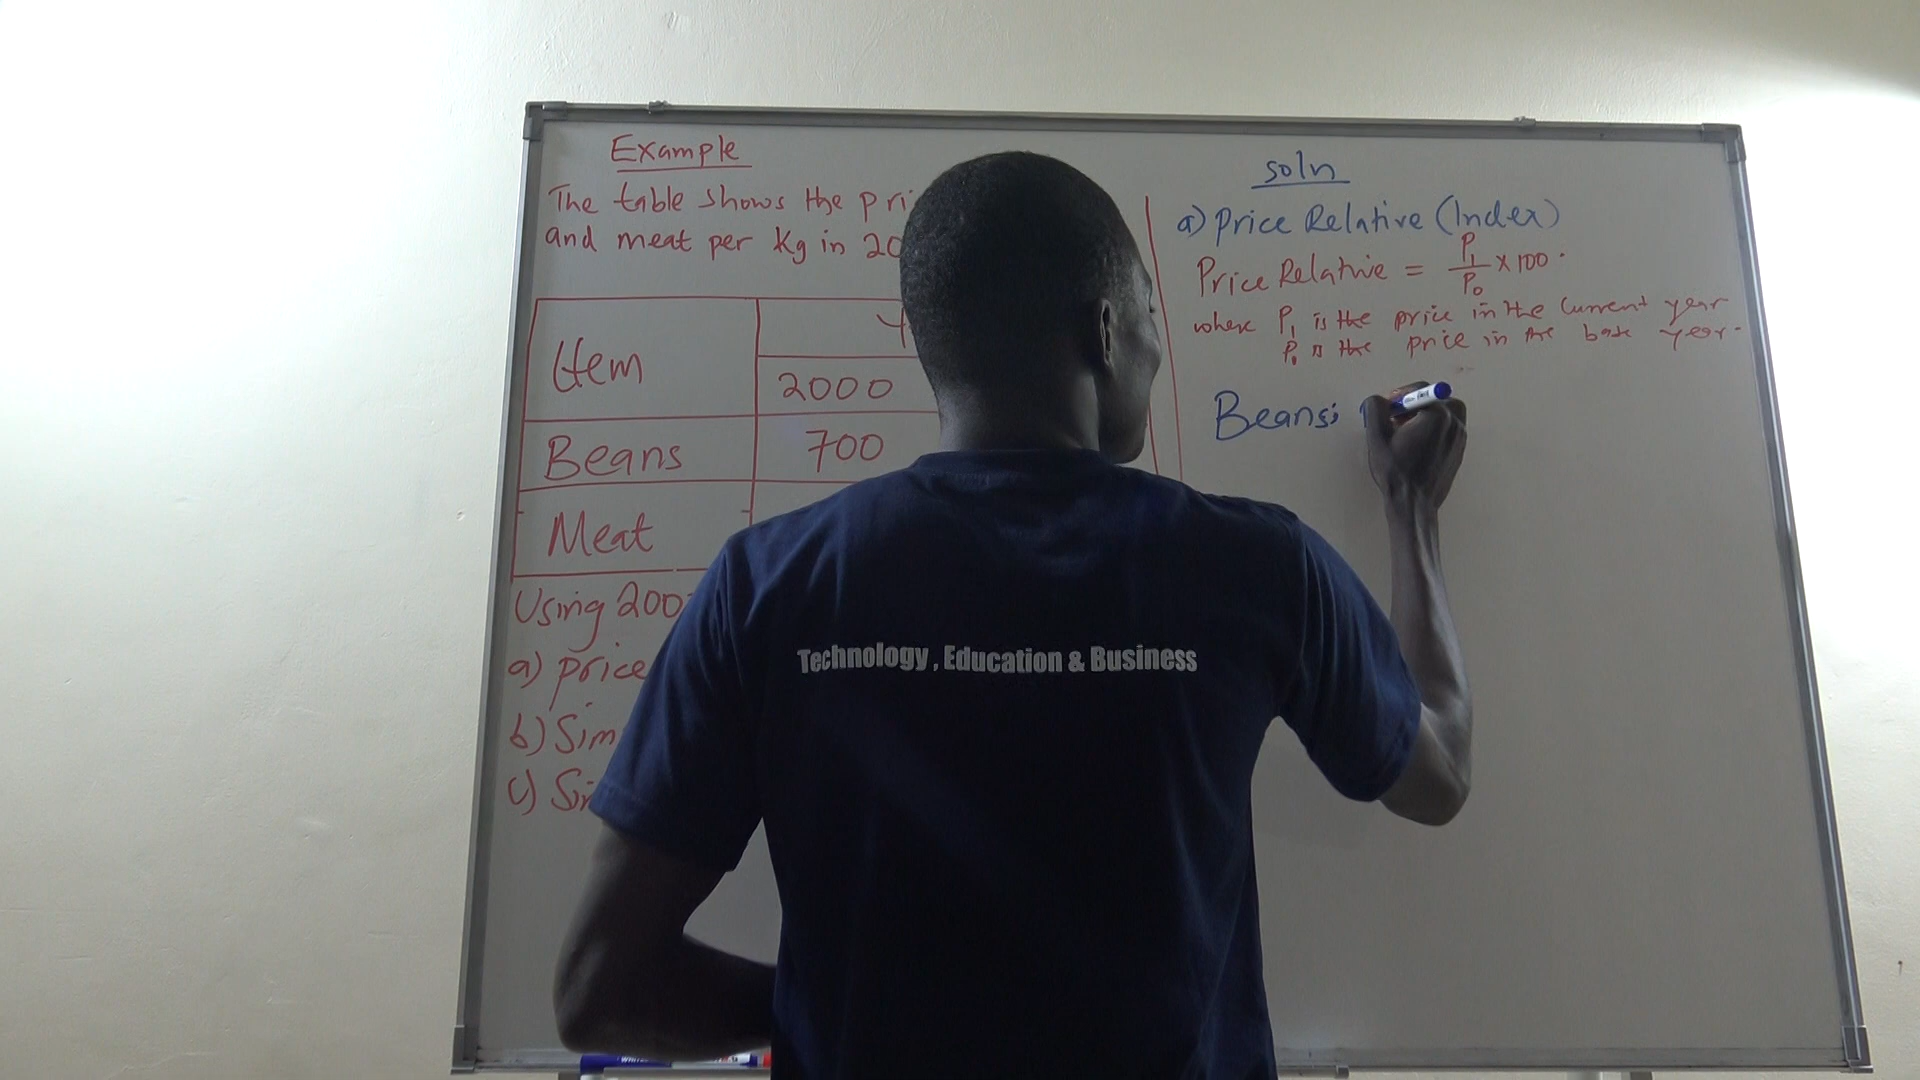 Example
The table shows the pri
and meat per Kg in 20
Item
2000
Beans 700
Meat
Using 200
a) price
b) Sim
c) Sim
soln
a) Price Relative (Index)
Price Relative = P₁/P₀ × 100.
where P₁ is the price in the Current year
P₀ is the price in the base year.
Beans;
Technology , Education & Business